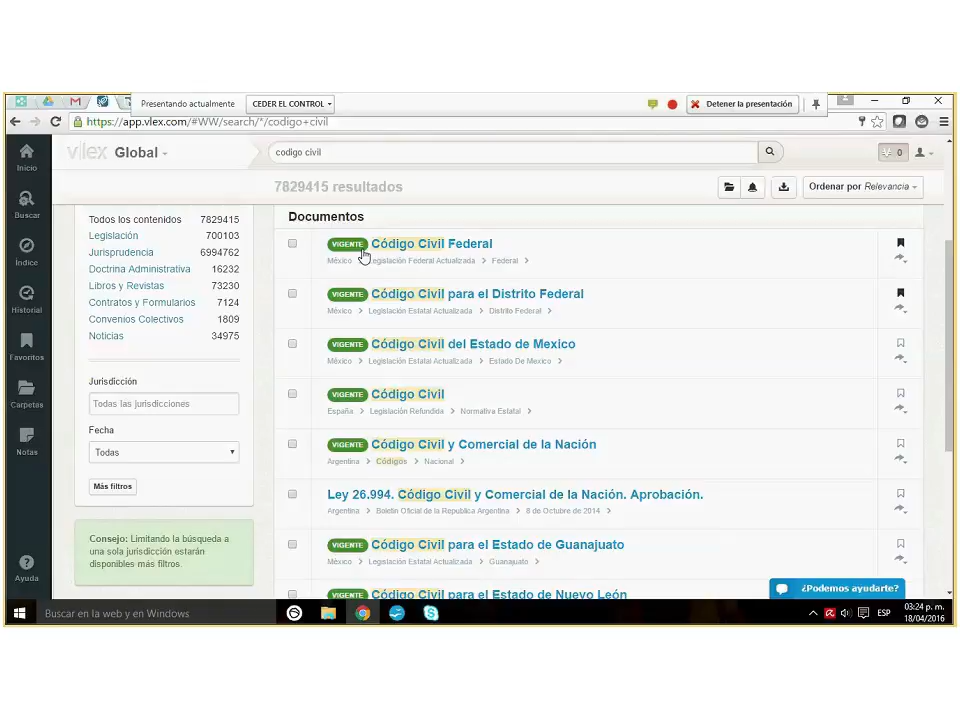 Presentando actualmente CEDER EL CONTROL Detener la presentación
https://app.vlex.com/#WW/search/*/codigo+civil
vlex Global codigo civil 0
Inicio
Buscar
Índice
Historial
Favoritos
Carpetas
Notas
Ayuda
7829415 resultados Ordenar por Relevancia
Todos los contenidos 7829415
Legislación 700103
Jurisprudencia 6994762
Doctrina Administrativa 16232
Libros y Revistas 73230
Contratos y Formularios 7124
Convenios Colectivos 1809
Noticias 34975
Jurisdicción
Todas las jurisdicciones
Fecha
Todas
Más filtros
Consejo: Limitando la búsqueda a
una sola jurisdicción estarán
disponibles más filtros.
Documentos
VIGENTE Código Civil Federal
México > Legislación Federal Actualizada > Federal >
VIGENTE Código Civil para el Distrito Federal
México > Legislación Estatal Actualizada > Distrito Federal >
VIGENTE Código Civil del Estado de Mexico
México > Legislación Estatal Actualizada > Estado De Mexico >
VIGENTE Código Civil
España > Legislación Refundida > Normativa Estatal >
VIGENTE Código Civil y Comercial de la Nación
Argentina > Códigos > Nacional >
Ley 26.994. Código Civil y Comercial de la Nación. Aprobación.
Argentina > Boletin Oficial de la Republica Argentina > 8 de Octubre de 2014 >
VIGENTE Código Civil para el Estado de Guanajuato
México > Legislación Estatal Actualizada > Guanajuato >
VIGENTE Código Civil para el Estado de Nuevo León
¿Podemos ayudarte?
Buscar en la web y en Windows
ESP
03:24 p. m.
18/04/2016